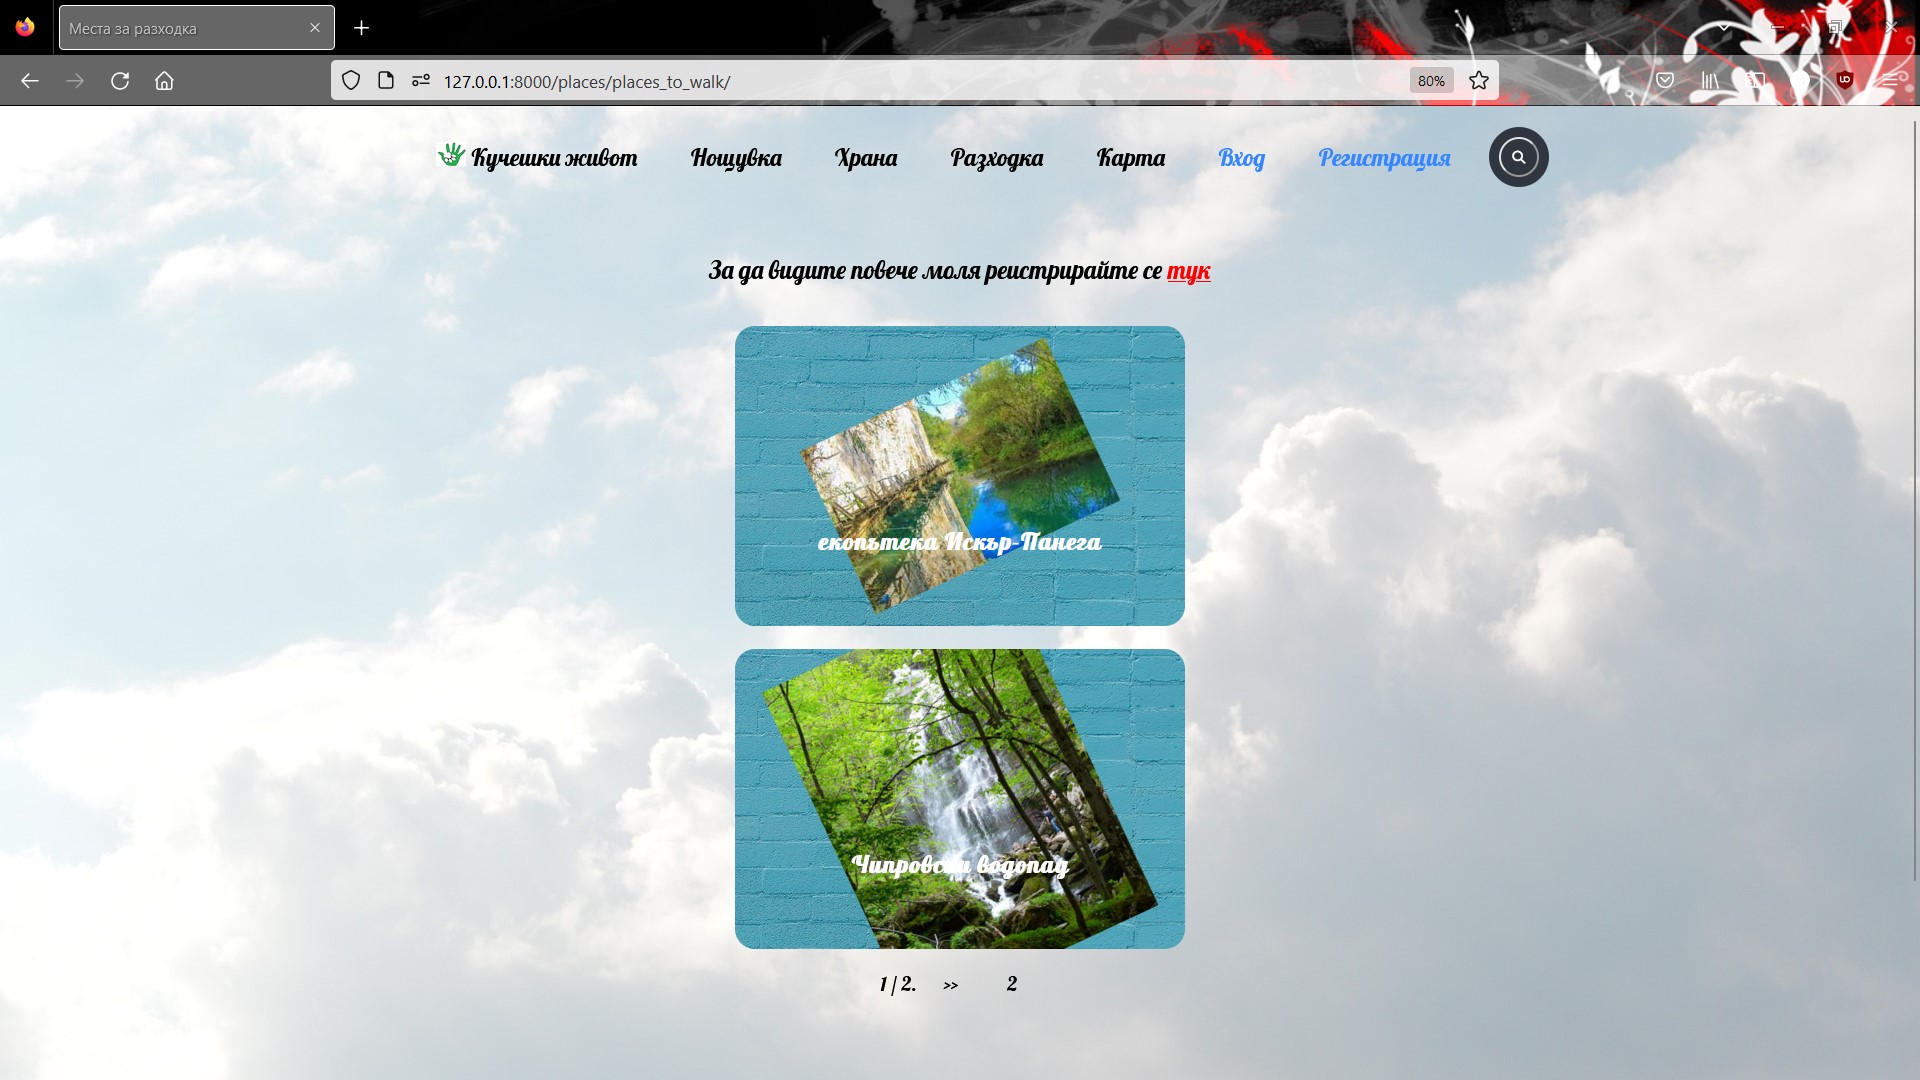 Места за разходка
127.0.0.1:8000/places/places_to_walk/
80%
Кучешки живот Нощувка Храна Разходка Карта Вход Регистрация
За да видите повече моля реистрирайте се тук
екопътека Искър-Панега
Чипровски водопад
1 / 2. >> 2